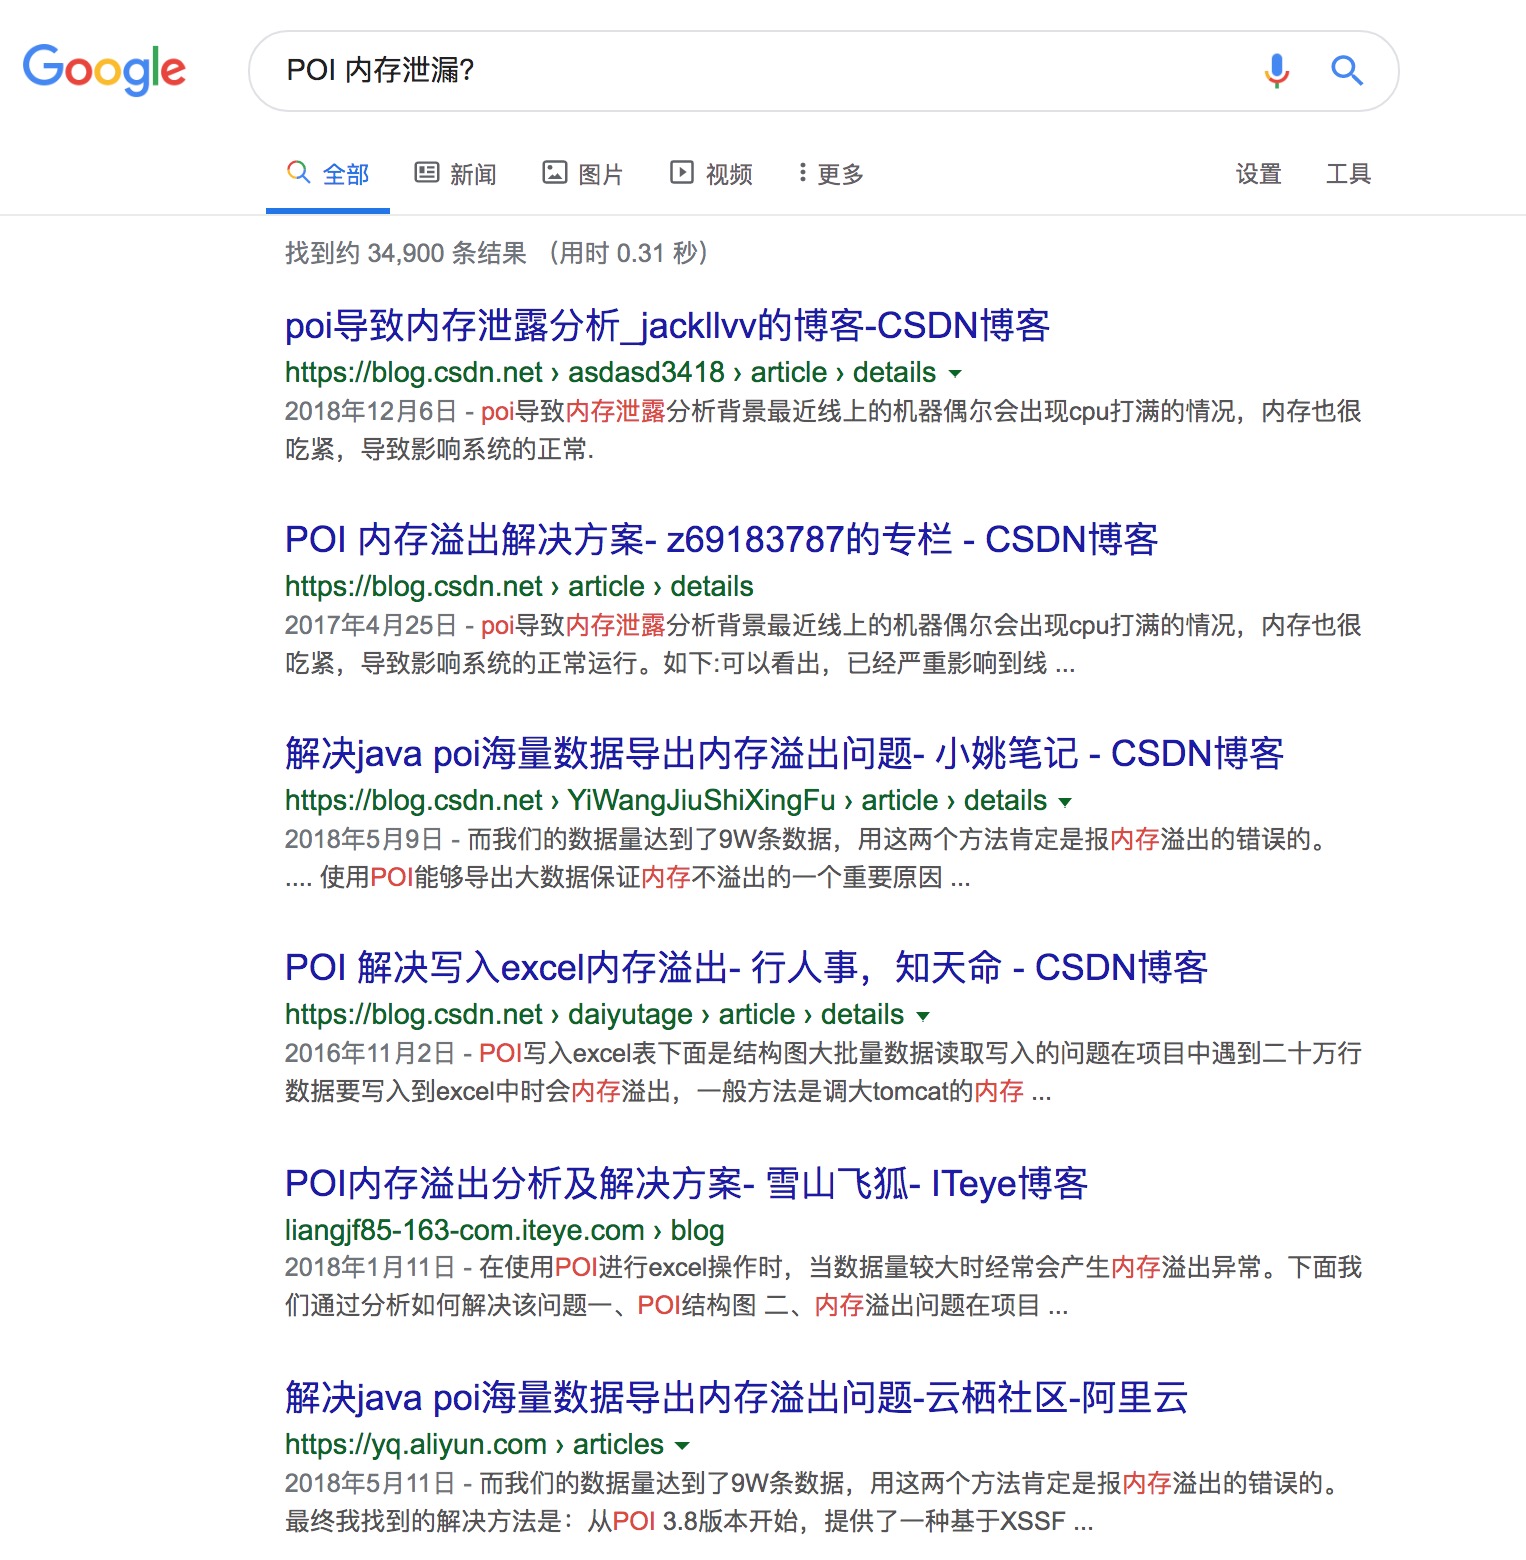 Google
POI 内存泄漏?
全部 新闻 图片 视频 更多 设置 工具
找到约 34,900 条结果 （用时 0.31 秒）
poi导致内存泄露分析_jackllvv的博客-CSDN博客
https://blog.csdn.net › asdasd3418 › article › details
2018年12月6日 - poi导致内存泄露分析背景最近线上的机器偶尔会出现cpu打满的情况，内存也很
吃紧，导致影响系统的正常.
POI 内存溢出解决方案- z69183787的专栏 - CSDN博客
https://blog.csdn.net › article › details
2017年4月25日 - poi导致内存泄露分析背景最近线上的机器偶尔会出现cpu打满的情况，内存也很
吃紧，导致影响系统的正常运行。如下:可以看出，已经严重影响到线 ...
解决java poi海量数据导出内存溢出问题- 小姚笔记 - CSDN博客
https://blog.csdn.net › YiWangJiuShiXingFu › article › details
2018年5月9日 - 而我们的数据量达到了9W条数据，用这两个方法肯定是报内存溢出的错误的。
.... 使用POI能够导出大数据保证内存不溢出的一个重要原因 ...
POI 解决写入excel内存溢出- 行人事，知天命 - CSDN博客
https://blog.csdn.net › daiyutage › article › details
2016年11月2日 - POI写入excel表下面是结构图大批量数据读取写入的问题在项目中遇到二十万行
数据要写入到excel中时会内存溢出，一般方法是调大tomcat的内存 ...
POI内存溢出分析及解决方案- 雪山飞狐- ITeye博客
liangjf85-163-com.iteye.com › blog
2018年1月11日 - 在使用POI进行excel操作时，当数据量较大时经常会产生内存溢出异常。下面我
们通过分析如何解决该问题一、POI结构图 二、内存溢出问题在项目 ...
解决java poi海量数据导出内存溢出问题-云栖社区-阿里云
https://yq.aliyun.com › articles
2018年5月11日 - 而我们的数据量达到了9W条数据，用这两个方法肯定是报内存溢出的错误的。
最终我找到的解决方法是：从POI 3.8版本开始，提供了一种基于XSSF ...